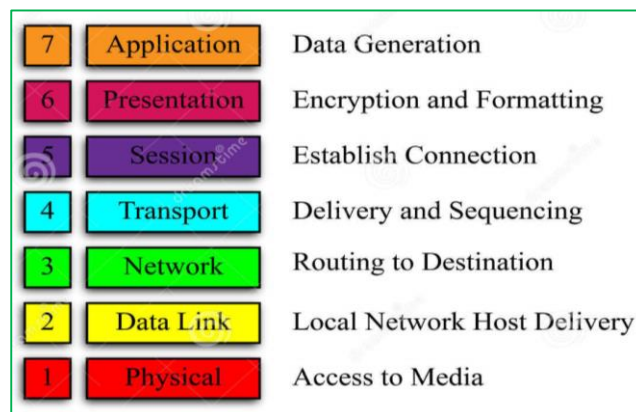 7 Application Data Generation
6 Presentation Encryption and Formatting
5 Session Establish Connection
4 Transport Delivery and Sequencing
3 Network Routing to Destination
2 Data Link Local Network Host Delivery
1 Physical Access to Media
dreamstime